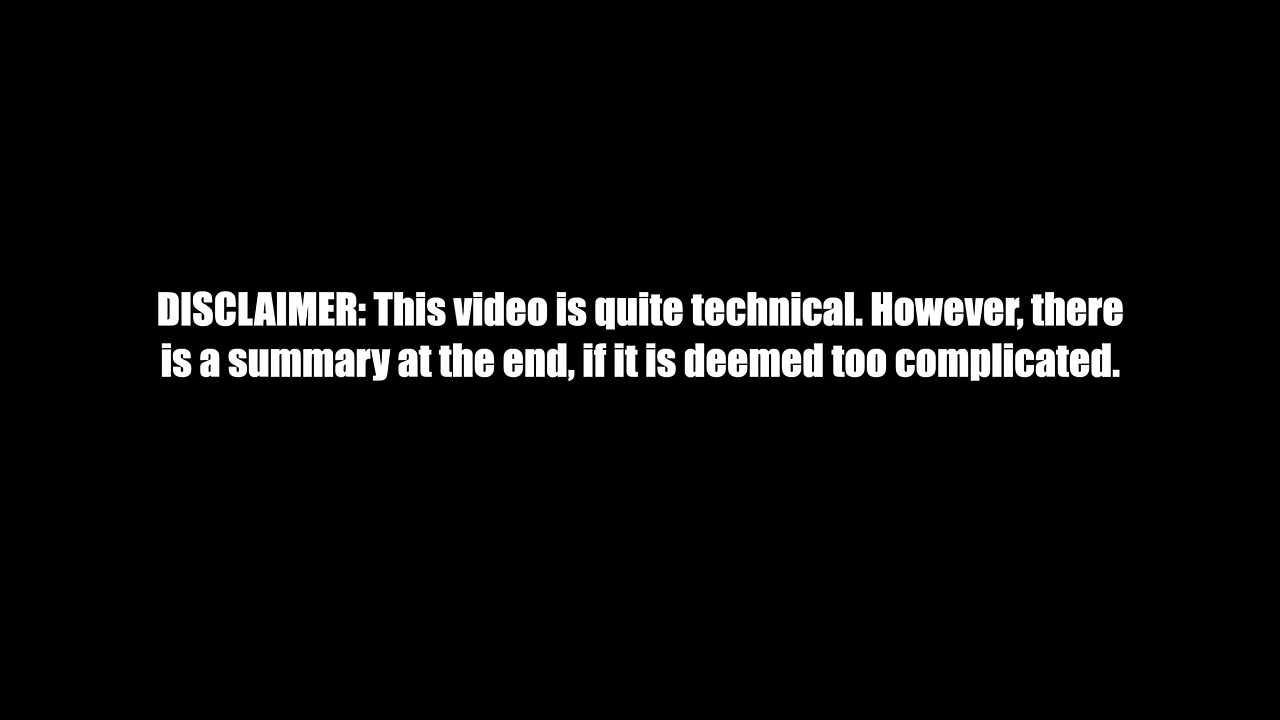 DISCLAIMER: This video is quite technical. However, there
is a summary at the end, if it is deemed too complicated.